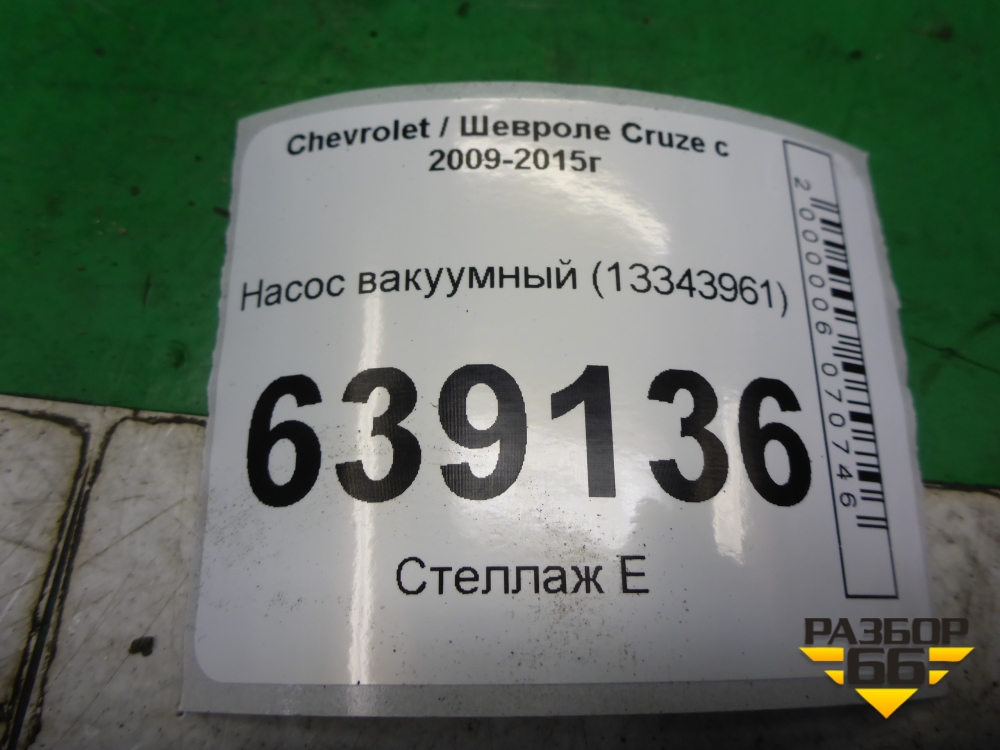 Chevrolet / Шевроле Cruze с
2009-2015г
Насос вакуумный (13343961)
639136
Стеллаж Е
2000006070746
РАЗБОР
66